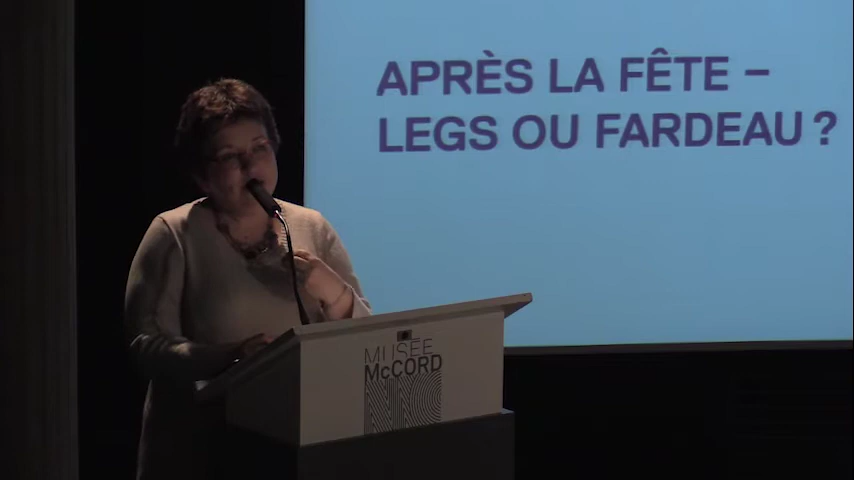 APRÈS LA FÊTE –
LEGS OU FARDEAU ?
MUSÉE
McCORD